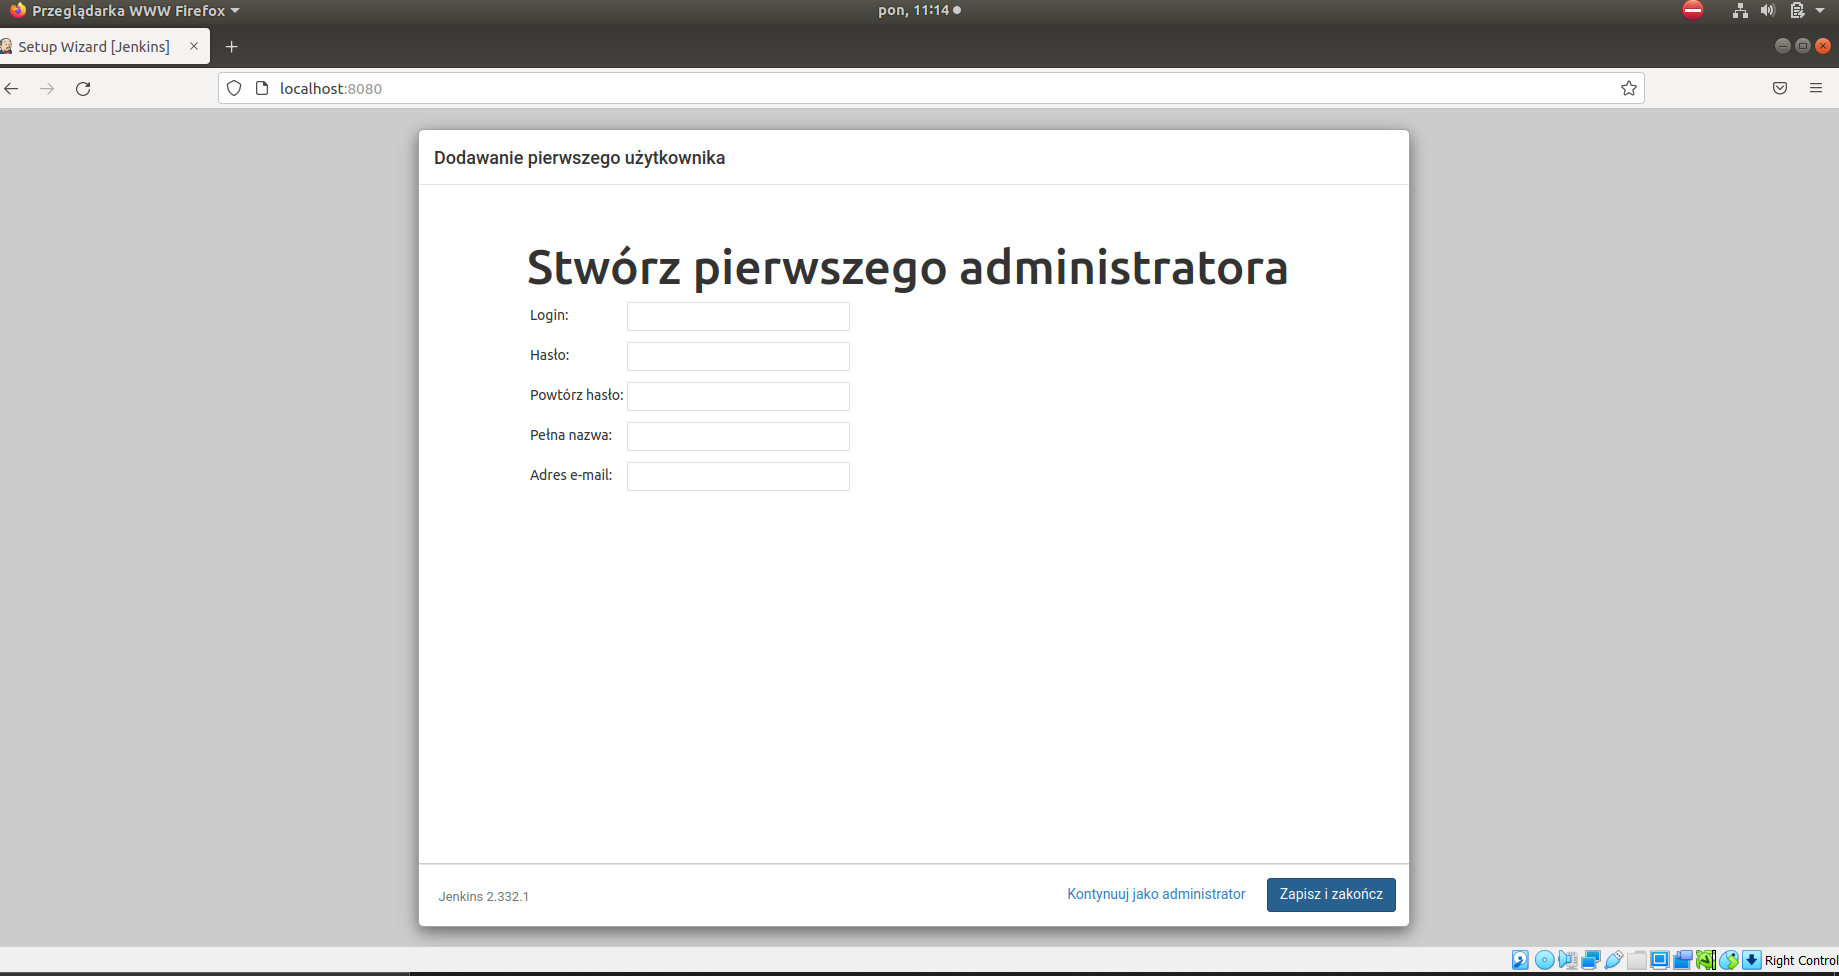 Przeglądarka WWW Firefox
pon, 11:14
Setup Wizard [Jenkins]
localhost:8080
Dodawanie pierwszego użytkownika
Stwórz pierwszego administratora
Login:
Hasło:
Powtórz hasło:
Pełna nazwa:
Adres e-mail:
Jenkins 2.332.1
Kontynuuj jako administrator
Zapisz i zakończ
Right Control